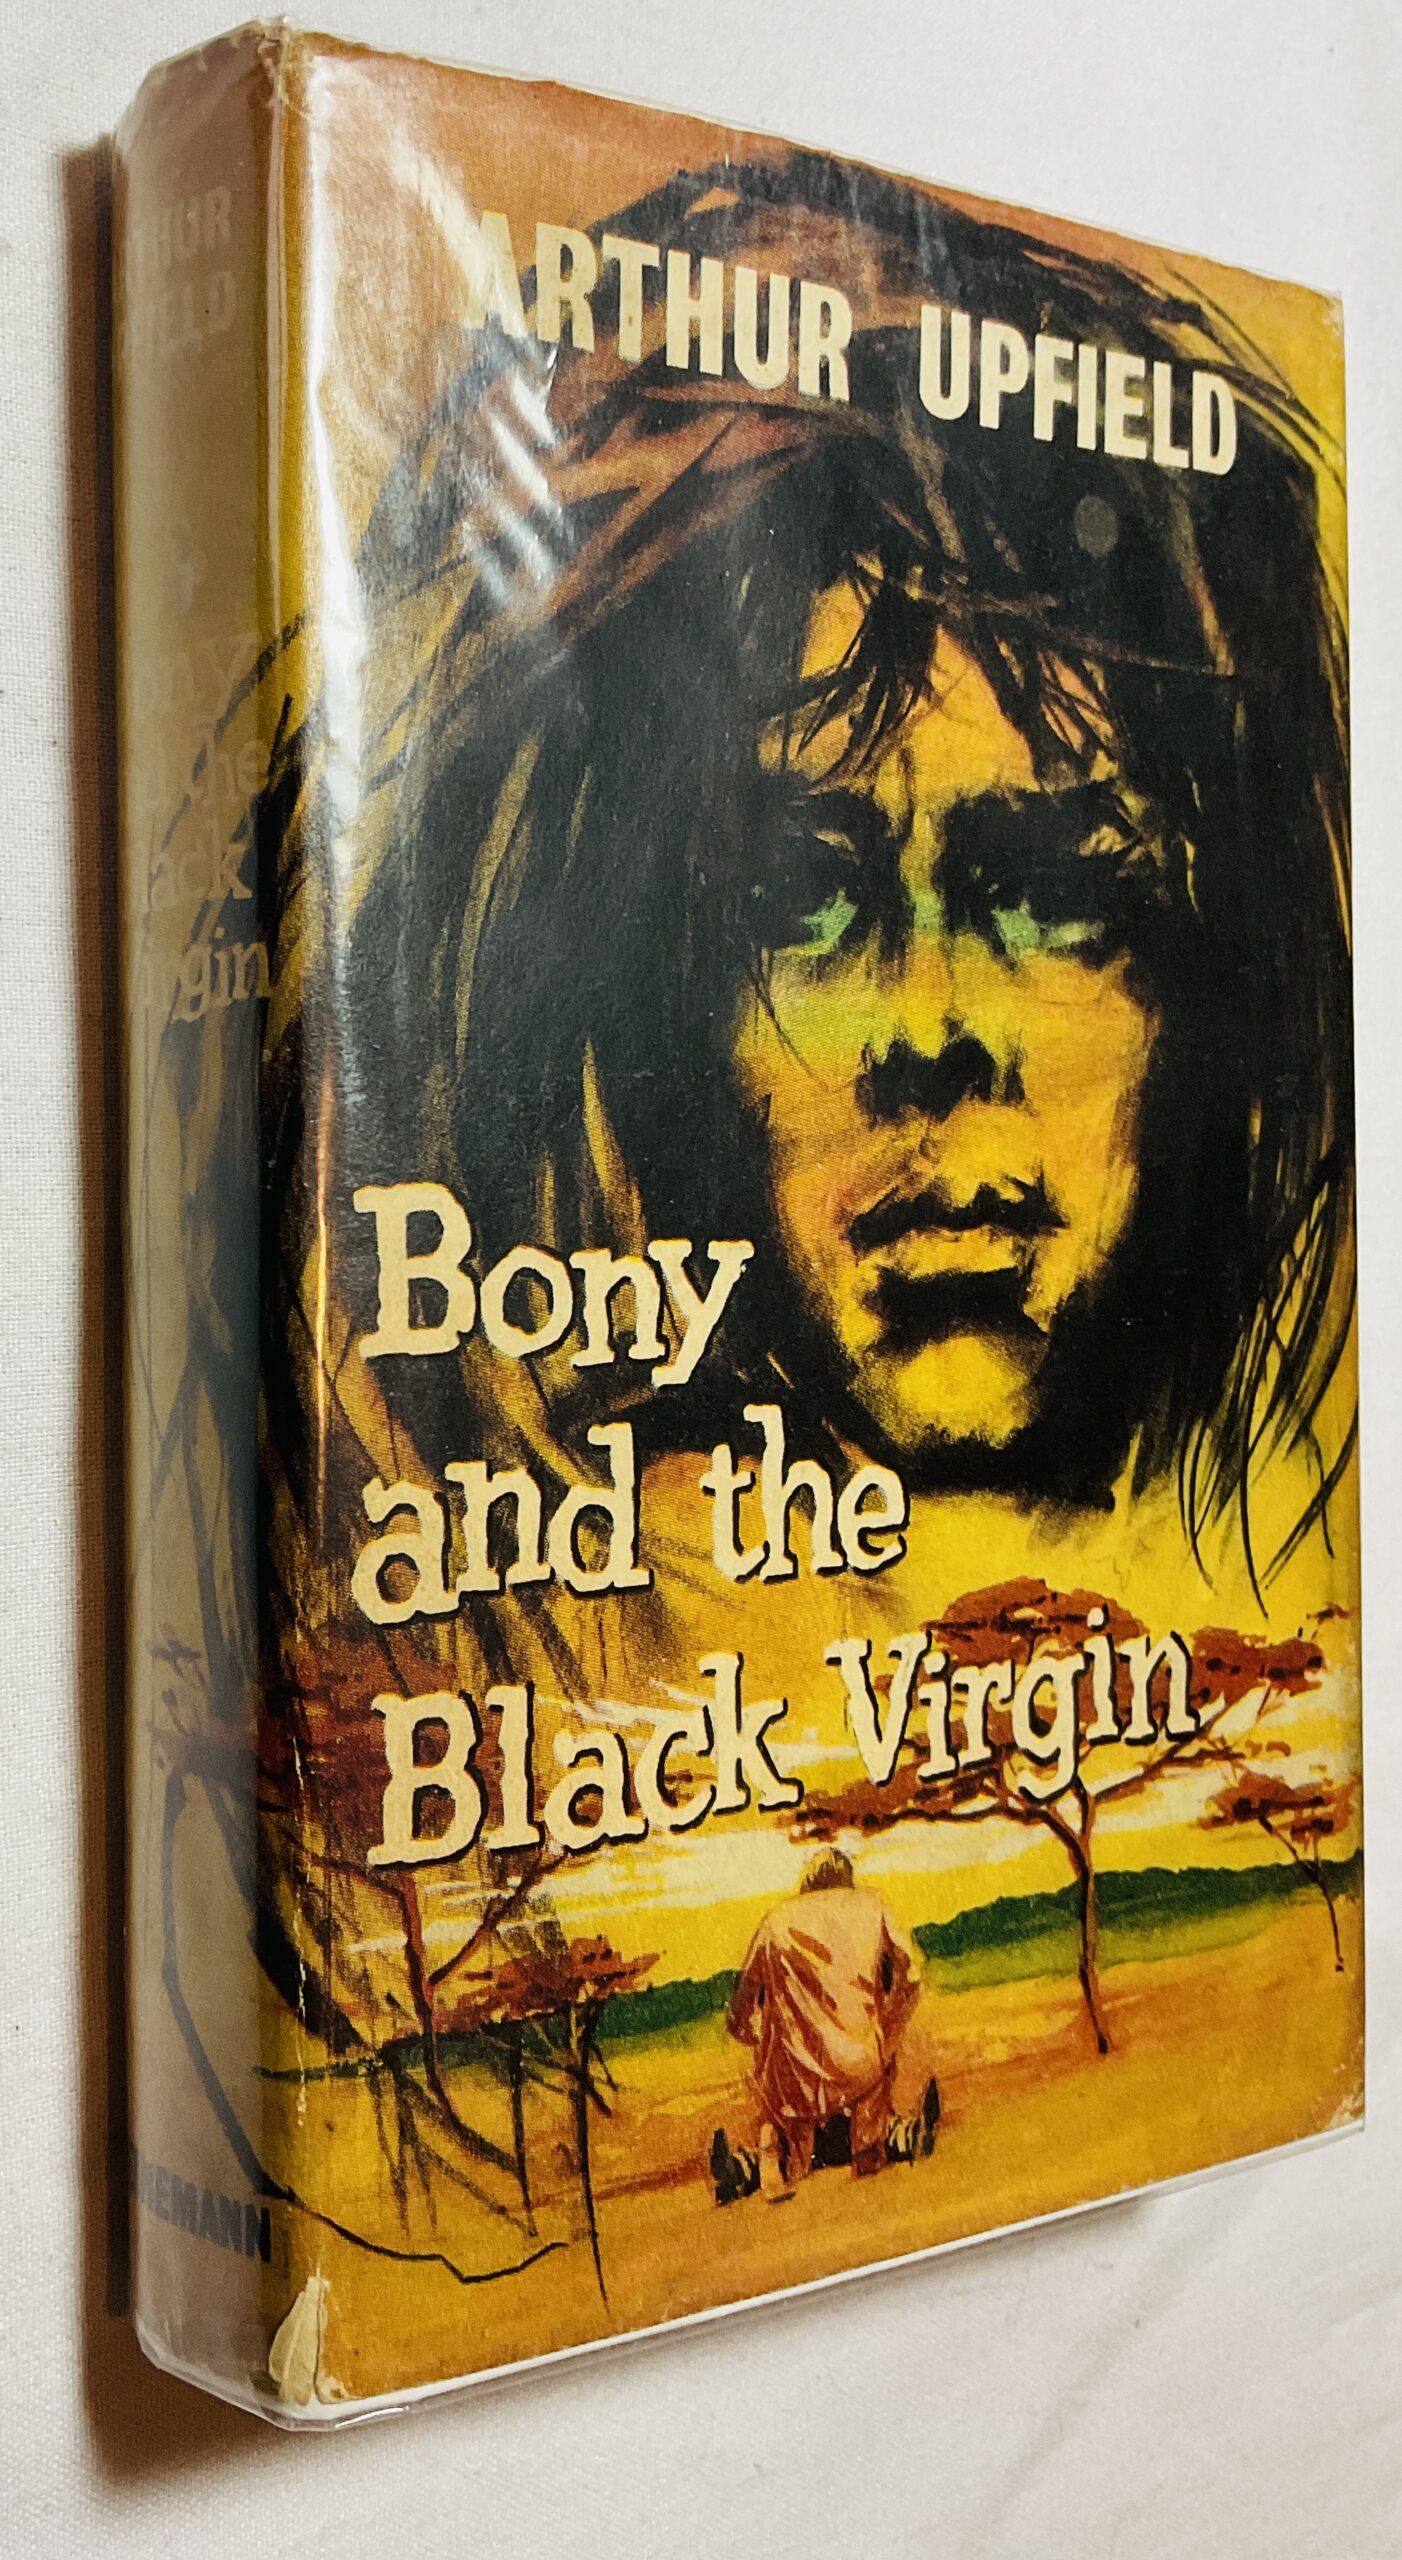 ARTHUR UPFIELD
Bony
and the
Black Virgin